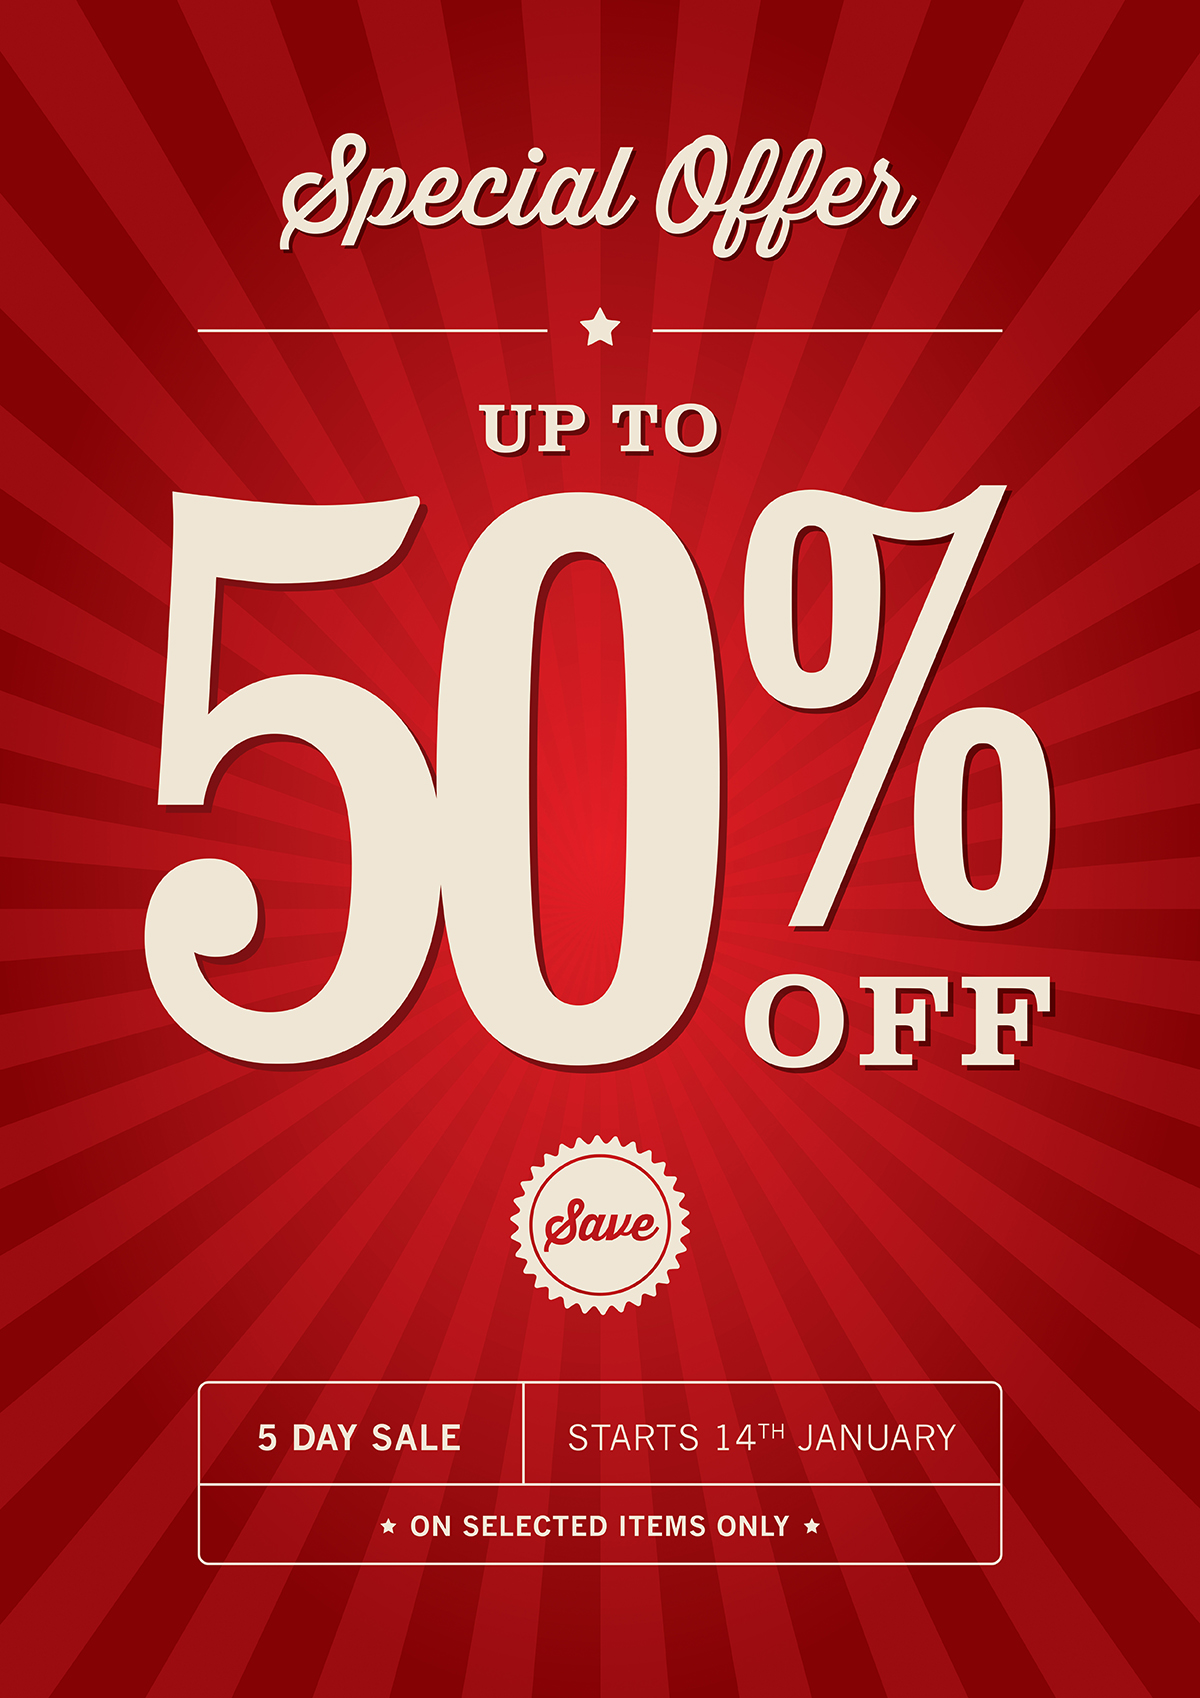 Special Offer
UP TO
50%
OFF
Save
5 DAY SALE
STARTS 14TH JANUARY
ON SELECTED ITEMS ONLY